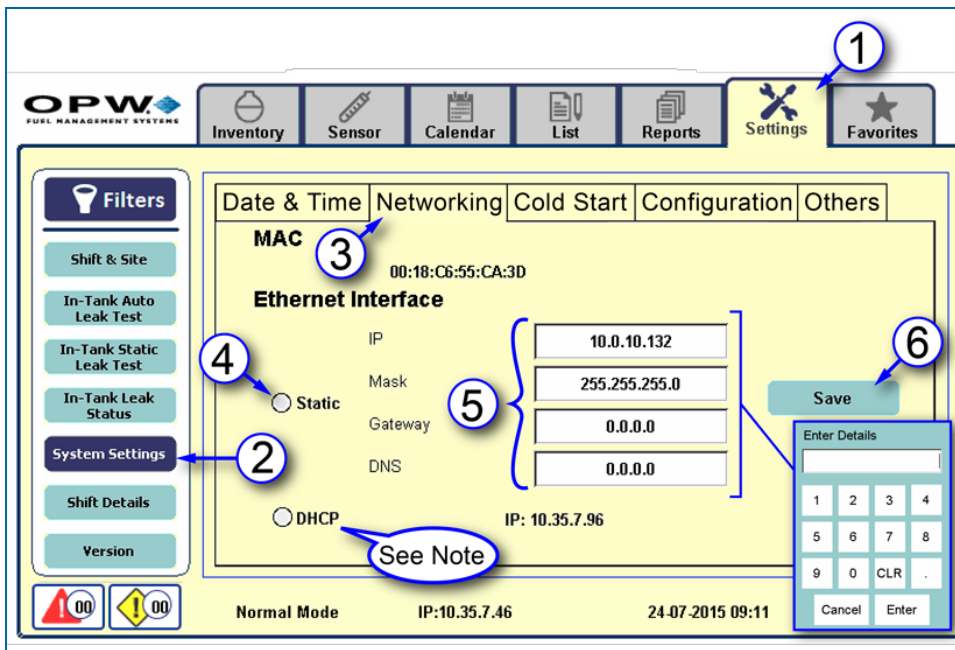 1
OPW
FUEL MANAGEMENT SYSTEMS
Inventory
Sensor
Calendar
List
Reports
Settings
Favorites
Filters
Shift & Site
In-Tank Auto
Leak Test
In-Tank Static
Leak Test
In-Tank Leak
Status
System Settings
2
Shift Details
Version
Date & Time
Networking
Cold Start
Configuration
Others
MAC
3
00:18:C6:55:CA:3D
Ethernet Interface
4
Static
5
IP
10.0.10.132
Mask
255.255.255.0
Gateway
0.0.0.0
DNS
0.0.0.0
6
Save
DHCP
IP: 10.35.7.96
See Note
Enter Details
1 2 3 4
5 6 7 8
9 0 CLR .
Cancel Enter
00
00
Normal Mode
IP:10.35.7.46
24-07-2015 09:11